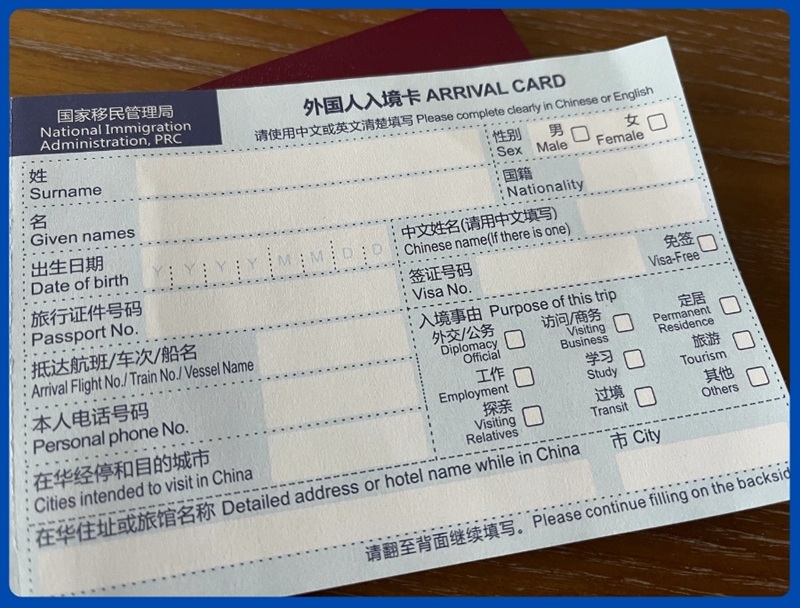 国家移民管理局
National Immigration
Administration, PRC
外国人入境卡 ARRIVAL CARD
请使用中文或英文清楚填写 Please complete clearly in Chinese or English
姓
Surname
性别
Sex
男
Male
女
Female
名
Given names
国籍
Nationality
出生日期
Date of birth
Y Y Y Y M M D D
中文姓名(请用中文填写)
Chinese name(if there is one)
旅行证件号码
Passport No.
签证号码
Visa No.
免签
Visa-Free
抵达航班/车次/船名
Arrival Flight No./ Train No./ Vessel Name
入境事由 Purpose of this trip
外交/公务
Diplomacy
Official
访问/商务
Visiting
Business
定居
Permanent
Residence
工作
Employment
学习
Study
旅游
Tourism
探亲
Visiting
Relatives
过境
Transit
其他
Others
本人电话号码
Personal phone No.
在华经停和目的城市
Cities intended to visit in China
在华住址或旅馆名称 Detailed address or hotel name while in China
市 City
请翻至背面继续填写。Please continue filling on the backsid